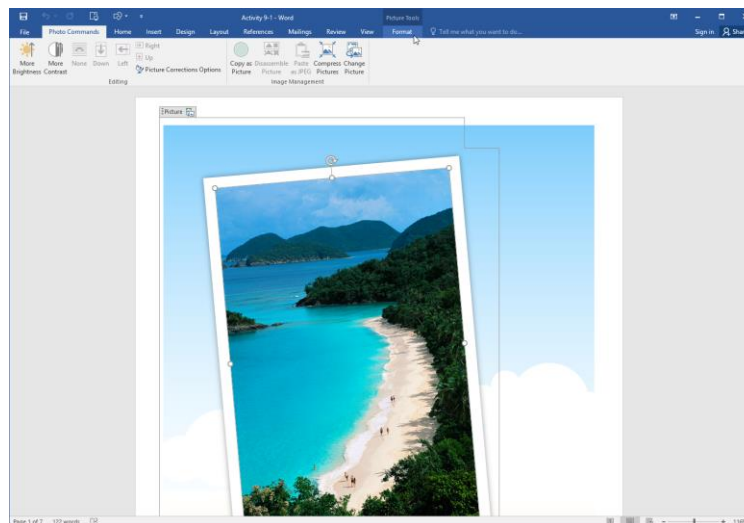 Activity 9-1 - Word
Picture Tools
File Photo Commands Home Insert Design Layout References Mailings Review View Format Tell me what you want to do... Sign in Share
More Brightness
More Contrast
None
Down
Left
Right
Up
Picture Corrections Options
Copy as Picture
Disassemble Picture
Paste as JPEG
Compress Pictures
Change Picture
Editing
Image Management
Picture
Page 1 of 2 122 words